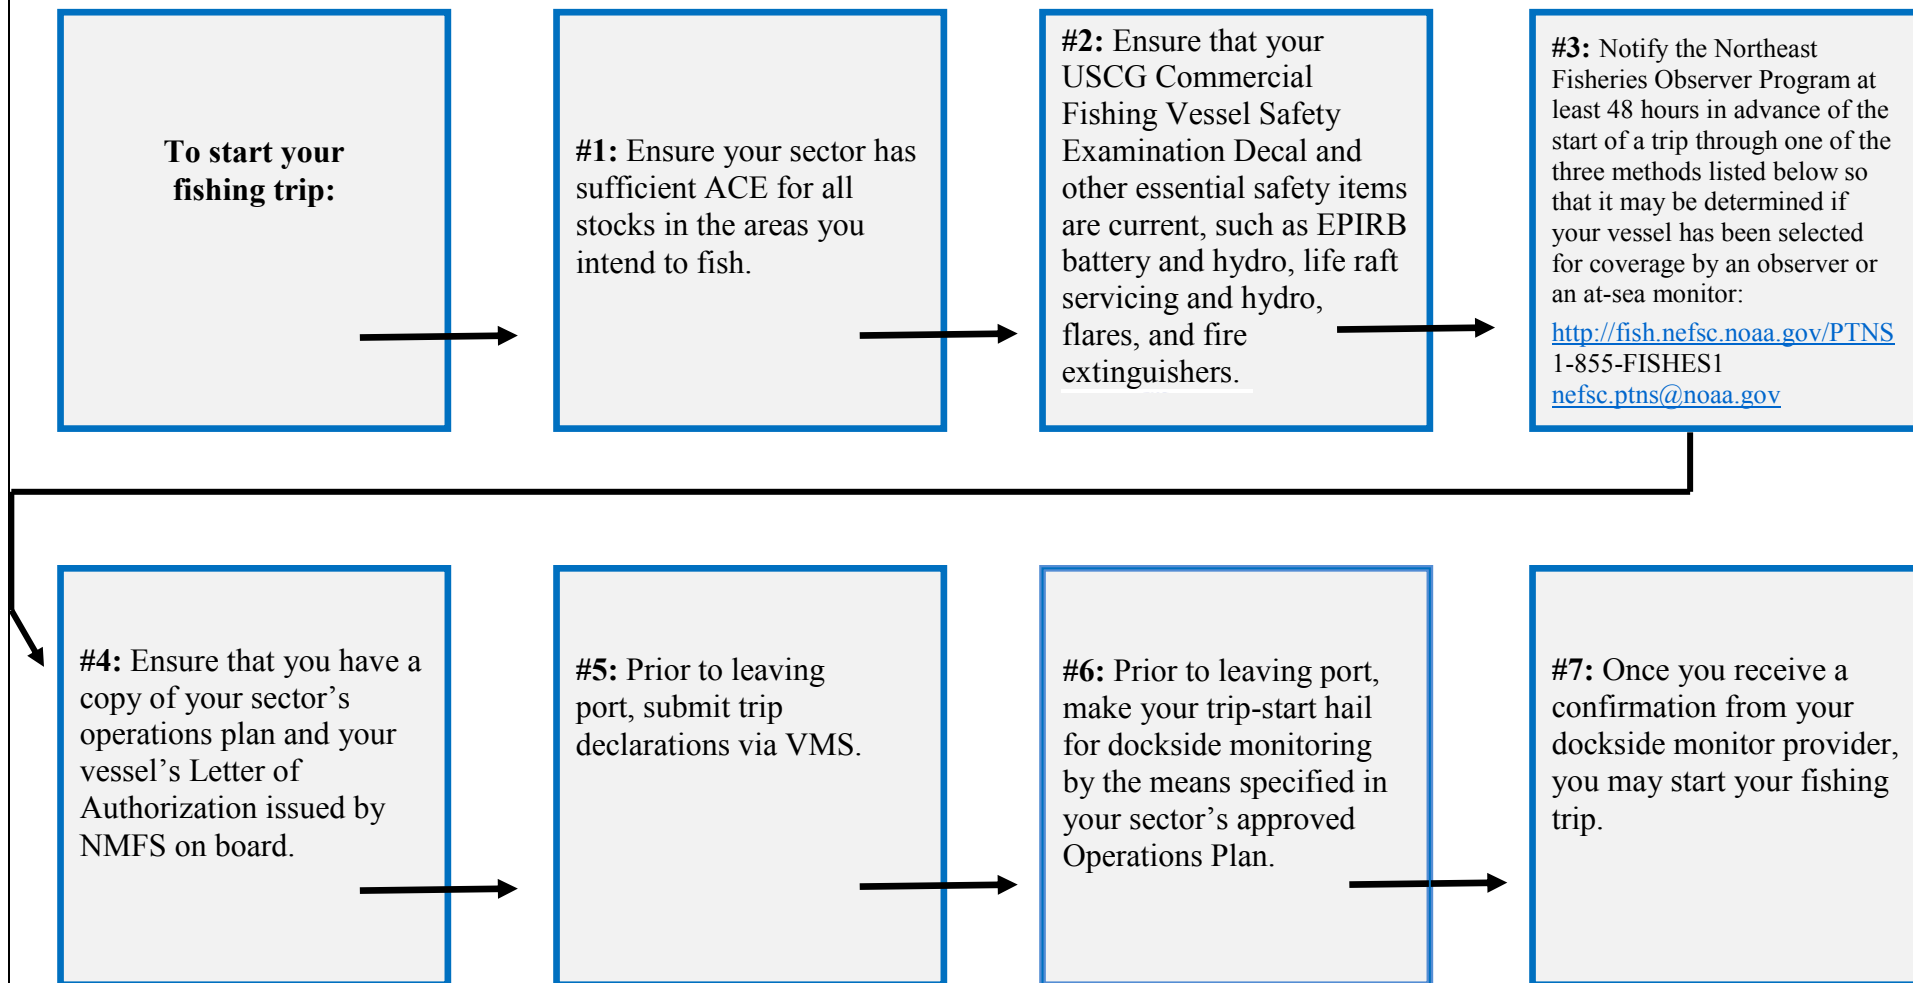 To start your
fishing trip:
#1: Ensure your sector has
sufficient ACE for all
stocks in the areas you
intend to fish.
#2: Ensure that your
USCG Commercial
Fishing Vessel Safety
Examination Decal and
other essential safety items
are current, such as EPIRB
battery and hydro, life raft
servicing and hydro,
flares, and fire
extinguishers.
#3: Notify the Northeast
Fisheries Observer Program at
least 48 hours in advance of the
start of a trip through one of the
three methods listed below so
that it may be determined if
your vessel has been selected
for coverage by an observer or
an at-sea monitor:
http://fish.nefsc.noaa.gov/PTNS
1-855-FISHES1
nefsc.ptns@noaa.gov
#4: Ensure that you have a
copy of your sector’s
operations plan and your
vessel’s Letter of
Authorization issued by
NMFS on board.
#5: Prior to leaving
port, submit trip
declarations via VMS.
#6: Prior to leaving port,
make your trip-start hail
for dockside monitoring
by the means specified in
your sector’s approved
Operations Plan.
#7: Once you receive a
confirmation from your
dockside monitor provider,
you may start your fishing
trip.